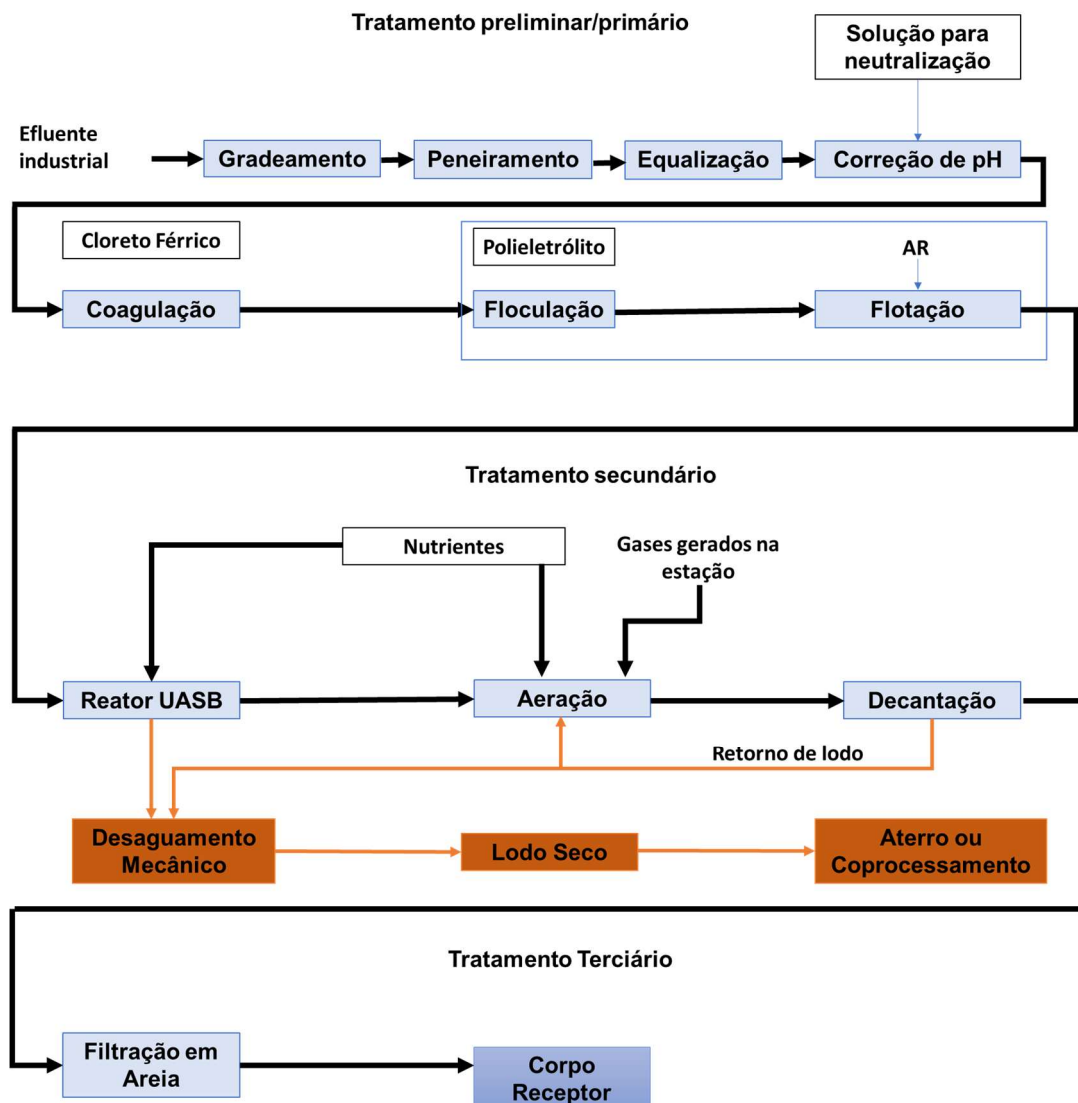 Tratamento preliminar/primário
Solução para
neutralização
Efluente
industrial
Gradeamento
Peneiramento
Equalização
Correção de pH
Cloreto Férrico
Polieletrólito
AR
Coagulação
Floculação
Flotação
Tratamento secundário
Nutrientes
Gases gerados na
estação
Reator UASB
Aeração
Decantação
Retorno de lodo
Desaguamento
Mecânico
Lodo Seco
Aterro ou
Coprocessamento
Tratamento Terciário
Filtração em
Areia
Corpo
Receptor